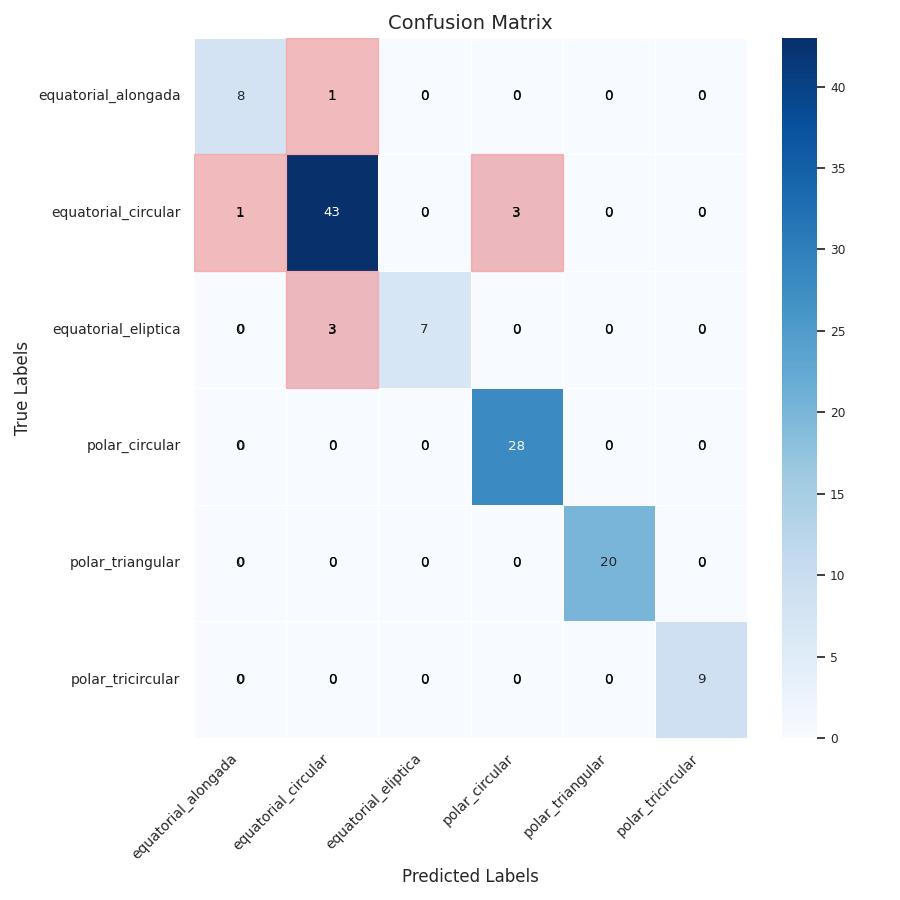 Confusion Matrix
equatorial_alongada 8 1 0 0 0 0
equatorial_circular 1 43 0 3 0 0
equatorial_eliptica 0 3 7 0 0 0
polar_circular 0 0 0 28 0 0
polar_triangular 0 0 0 0 20 0
polar_tricircular 0 0 0 0 0 9
True Labels
equatorial_alongada equatorial_circular equatorial_eliptica polar_circular polar_triangular polar_tricircular
Predicted Labels
40
35
30
25
20
15
10
5
0